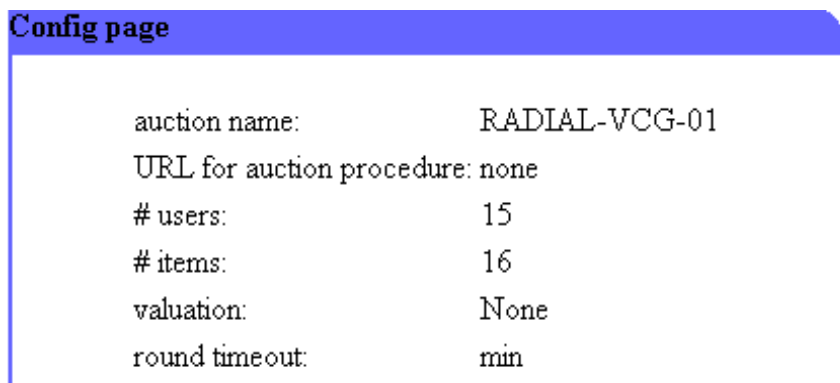 Config page
auction name: RADIAL-VCG-01
URL for auction procedure: none
# users: 15
# items: 16
valuation: None
round timeout: min